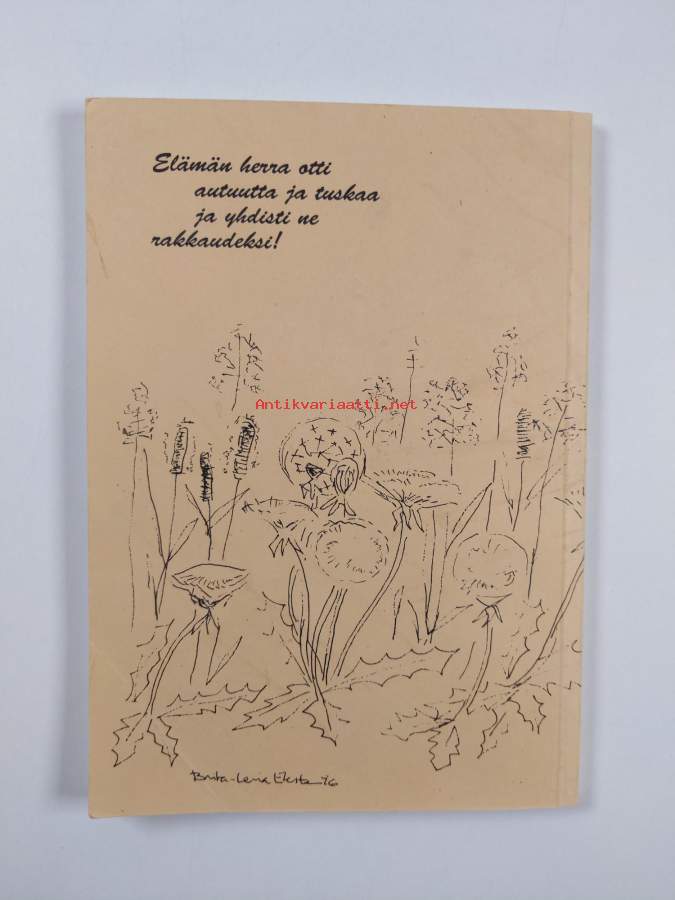 Elämän herra otti
autuutta ja tuskaa
ja yhdisti ne
rakkaudeksi!
Antikvariaatti.net